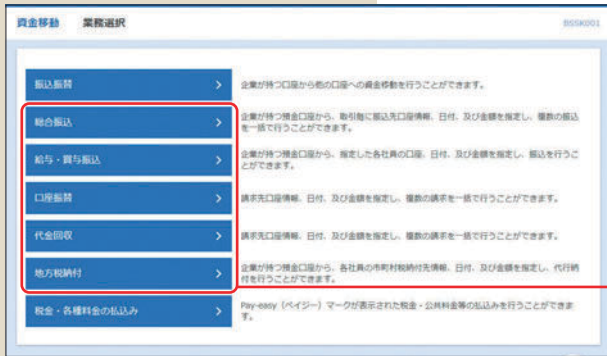 資金移動 業務選択
BSSK001
振込振替
企業が持つ口座から他の口座への資金移動を行うことができます。
総合振込
企業が持つ預金口座から、取引毎に振込先口座情報、日付、及び金額を指定し、複数の振込
を一括で行うことができます。
給与・賞与振込
企業が持つ預金口座から、指定した各社員の口座、日付、及び金額を指定し、振込を行うこ
とができます。
口座振替
請求先口座情報、日付、及び金額を指定し、複数の請求を一括で行うことができます。
代金回収
請求先口座情報、日付、及び金額を指定し、複数の請求を一括で行うことができます。
地方税納付
企業が持つ預金口座から、各社員の市町村税納付先情報、日付、及び金額を指定し、代行納
付を行うことができます。
税金・各種料金の払込み
Pay-easy（ペイジー）マークが表示された税金・公共料金等の払込みを行うことができま
す。